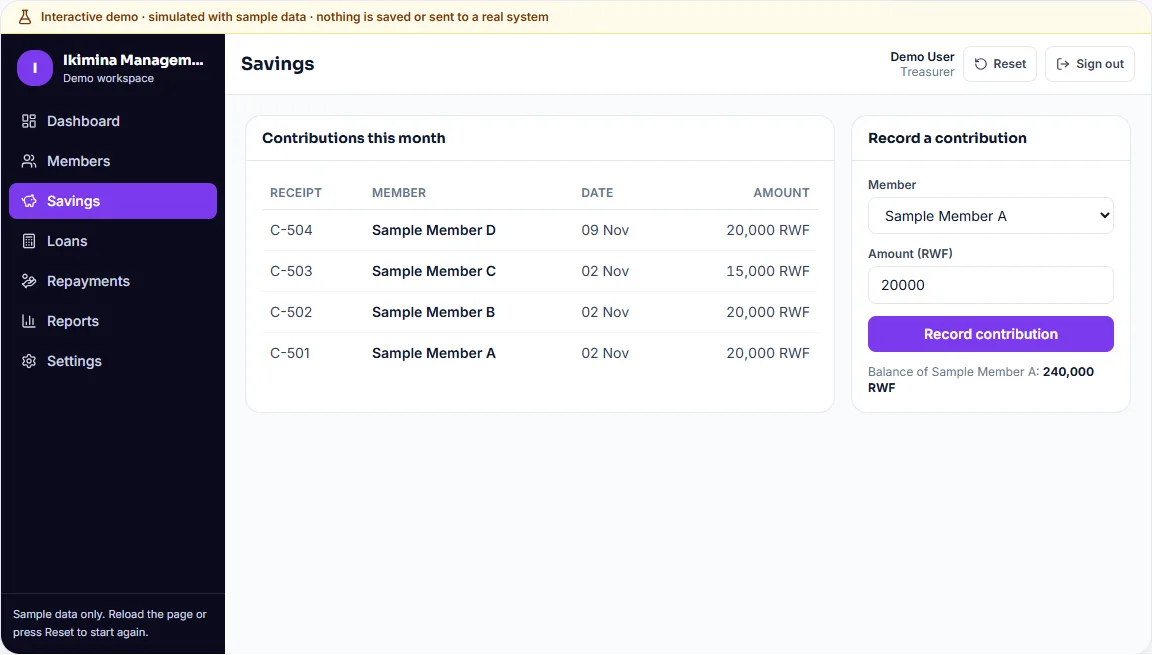 Interactive demo · simulated with sample data · nothing is saved or sent to a real system
I
Ikimina Managem...
Demo workspace
Dashboard
Members
Savings
Loans
Repayments
Reports
Settings
Sample data only. Reload the page or
press Reset to start again.
Savings
Demo User
Treasurer
Reset
Sign out
Contributions this month
RECEIPT MEMBER DATE AMOUNT
C-504 Sample Member D 09 Nov 20,000 RWF
C-503 Sample Member C 02 Nov 15,000 RWF
C-502 Sample Member B 02 Nov 20,000 RWF
C-501 Sample Member A 02 Nov 20,000 RWF
Record a contribution
Member
Sample Member A
Amount (RWF)
20000
Record contribution
Balance of Sample Member A: 240,000
RWF